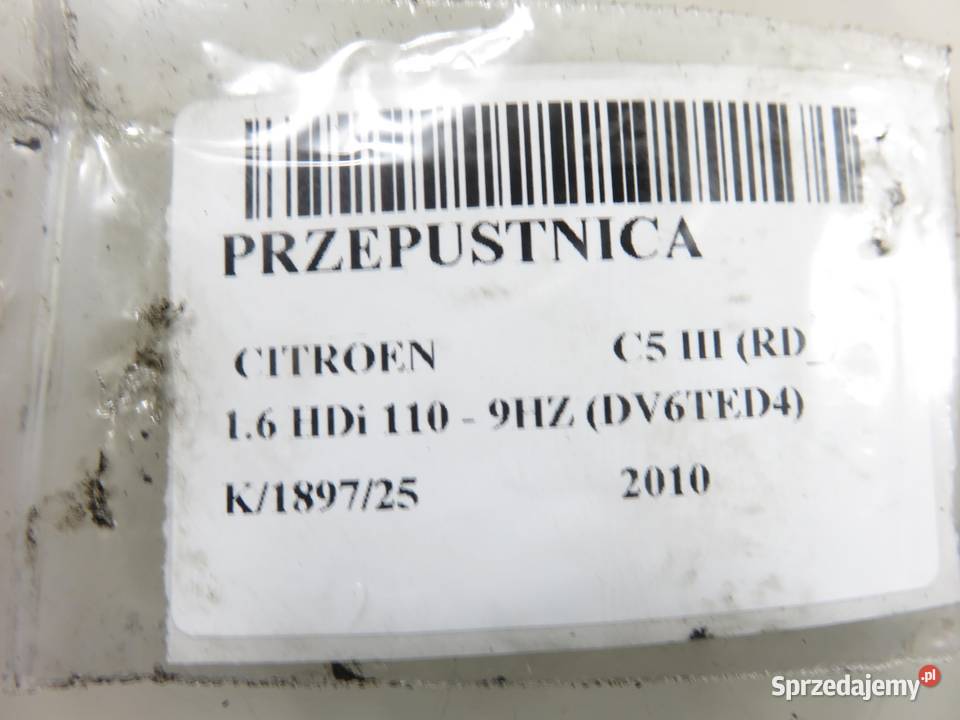 PRZEPUSTNICA
CITROEN C5 III (RD_
1.6 HDi 110 - 9HZ (DV6TED4)
K/1897/25 2010
Sprzedajemy.pl